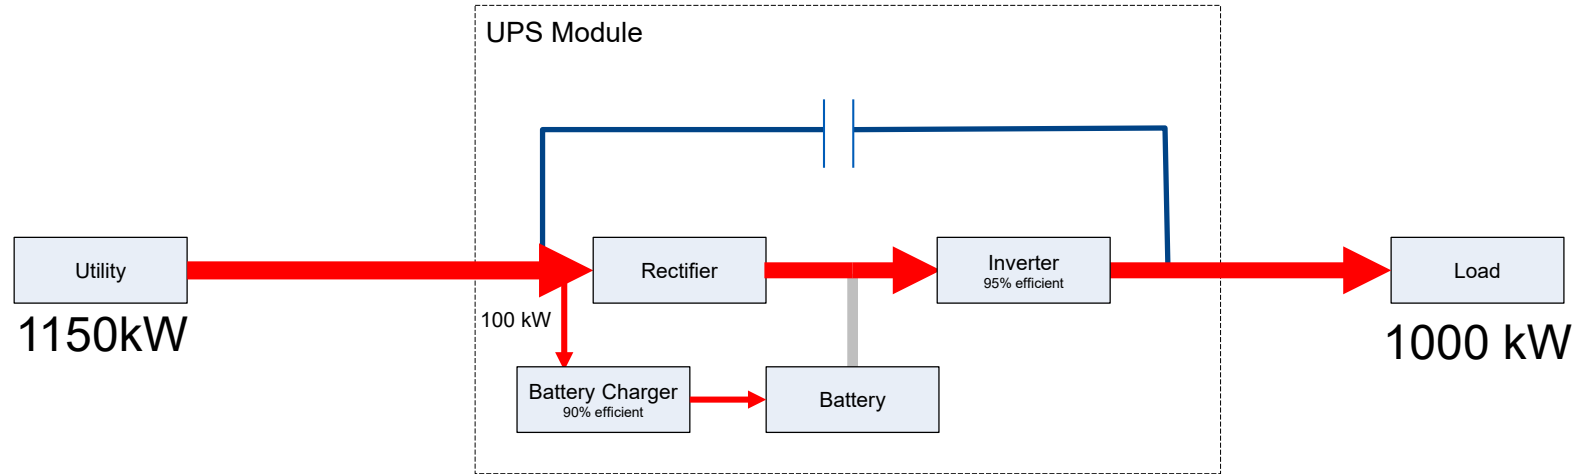 UPS Module
Utility
1150kW
Rectifier
Inverter
95% efficient
Load
1000 kW
100 kW
Battery Charger
90% efficient
Battery